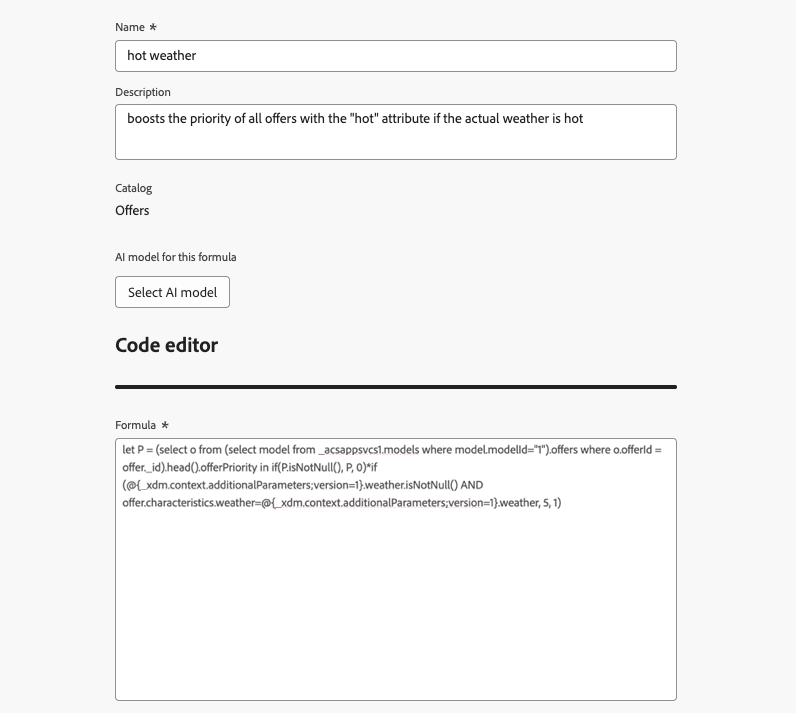 Name *
hot weather
Description
boosts the priority of all offers with the "hot" attribute if the actual weather is hot
Catalog
Offers
AI model for this formula
Select AI model
Code editor
Formula *
let P = (select o from (select model from _acsappsvcs1.models where model.modelId="1").offers where o.offerId =
offer._id).head().offerPriority in if(P.isNotNull(), P, 0)*if
(@{_xdm.context.additionalParameters;version=1}.weather.isNotNull() AND
offer.characteristics.weather=@{_xdm.context.additionalParameters;version=1}.weather, 5, 1)